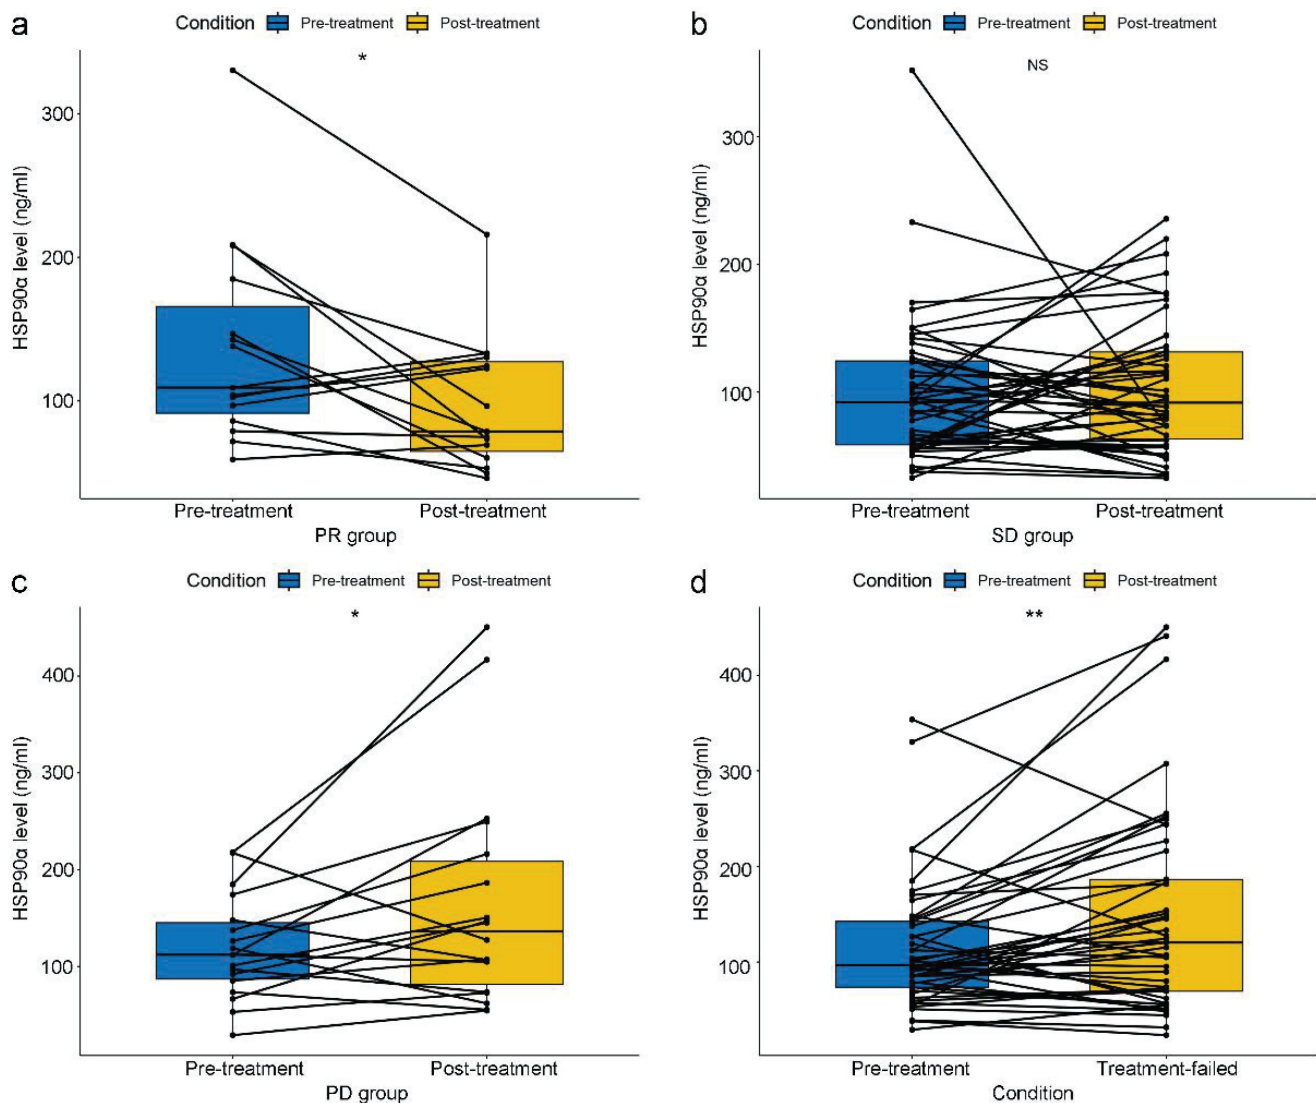 a
Condition Pre-treatment Post-treatment
*
HSP90α level (ng/ml)
300
200
100
Pre-treatment Post-treatment
PR group
b
Condition Pre-treatment Post-treatment
NS
HSP90α level (ng/ml)
300
200
100
Pre-treatment Post-treatment
SD group
c
Condition Pre-treatment Post-treatment
*
HSP90α level (ng/ml)
400
300
200
100
Pre-treatment Post-treatment
PD group
d
Condition Pre-treatment Post-treatment
**
HSP90α level (ng/ml)
400
300
200
100
Pre-treatment Treatment-failed
Condition